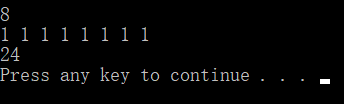 8
1 1 1 1 1 1 1 1
24
Press any key to continue . . .